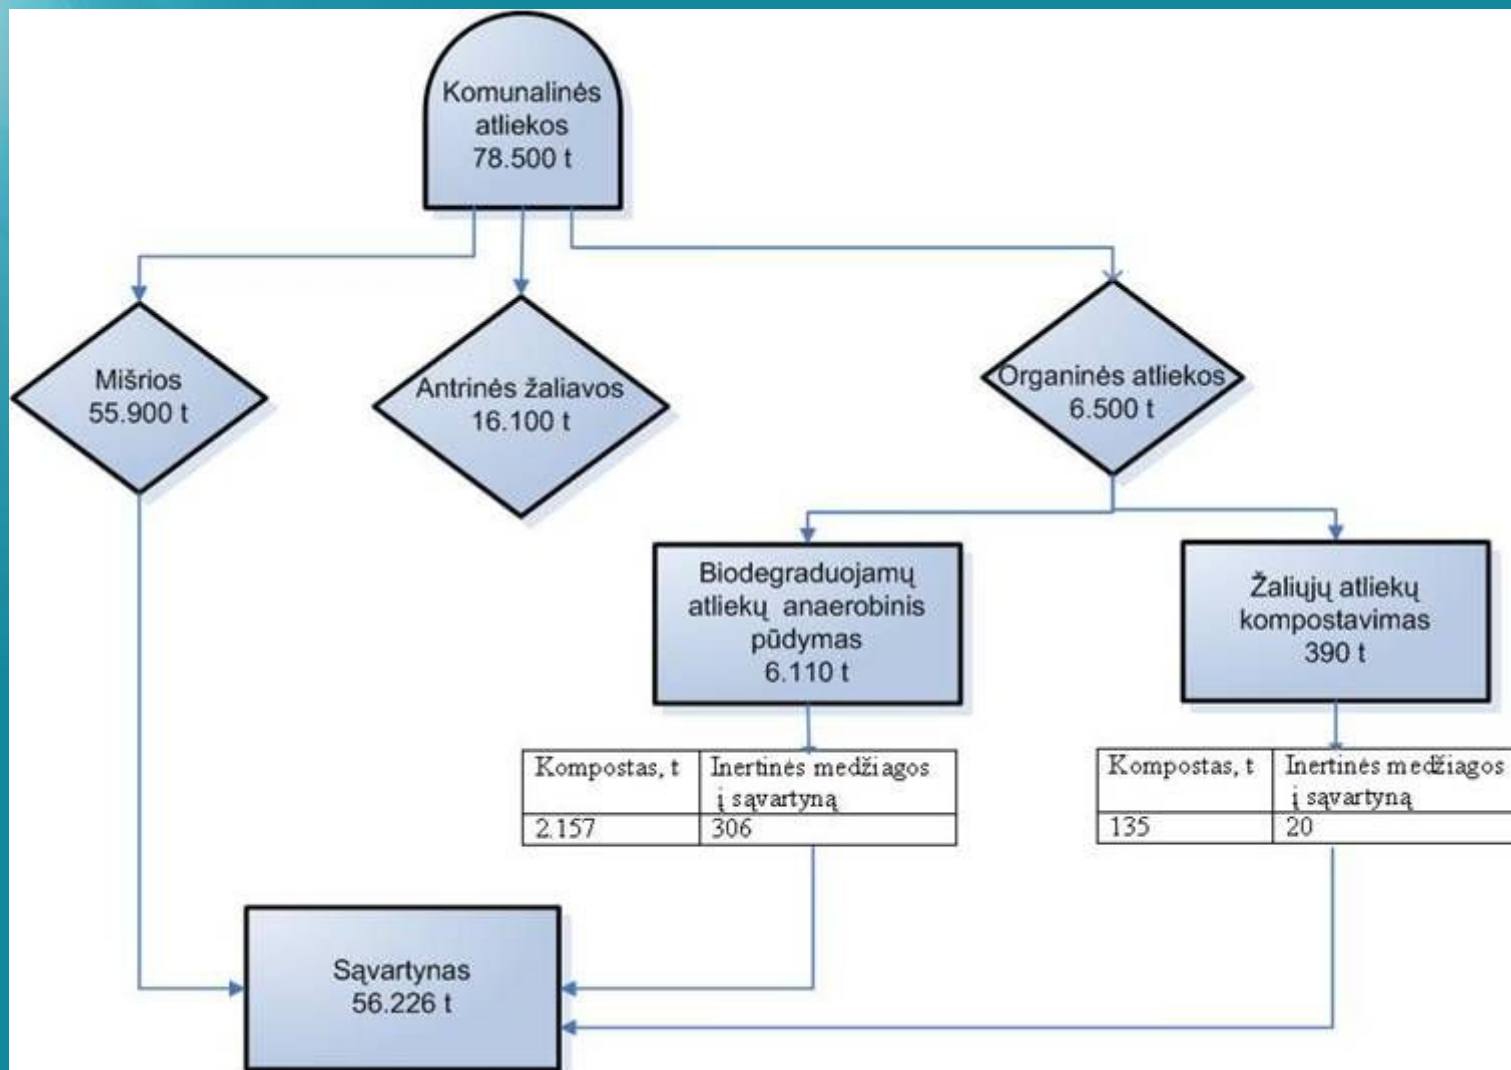 Komunalinės
atliekos
78.500 t
Mišrios
55.900 t
Antrinės žaliavos
16.100 t
Organinės atliekos
6.500 t
Biodegraduojamų
atliekų anaerobinis
pūdymas
6.110 t
Žaliųjų atliekų
kompostavimas
390 t
Kompostas, t
Inertinės medžiagos
į sąvartyną
2.157
306
Kompostas, t
Inertinės medžiagos
į sąvartyną
135
20
Sąvartynas
56.226 t